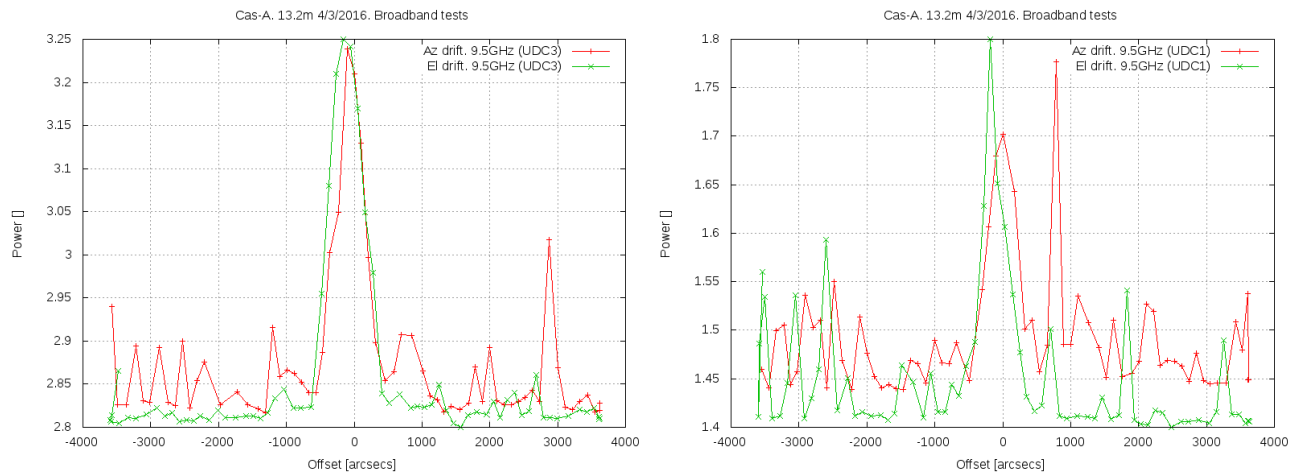 Cas-A. 13.2m 4/3/2016. Broadband tests
3.25
3.2
3.15
3.1
3.05
3
2.95
2.9
2.85
2.8
Power []
Az drift. 9.5GHz (UDC3)
El drift. 9.5GHz (UDC3)
-4000 -3000 -2000 -1000 0 1000 2000 3000 4000
Offset [arcsecs]
Cas-A. 13.2m 4/3/2016. Broadband tests
1.8
1.75
1.7
1.65
1.6
1.55
1.5
1.45
1.4
Power []
Az drift. 9.5GHz (UDC1)
El drift. 9.5GHz (UDC1)
-4000 -3000 -2000 -1000 0 1000 2000 3000 4000
Offset [arcsecs]